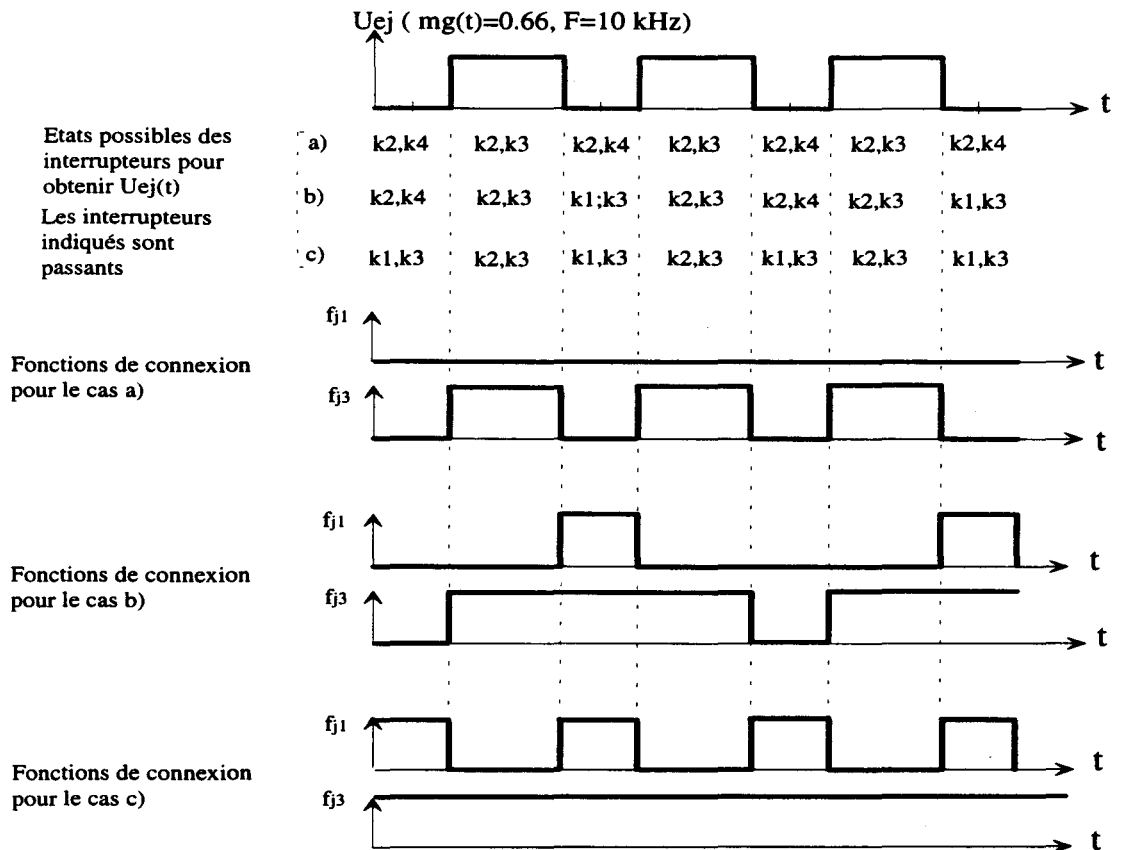 Uej ( mg(t)=0.66, F=10 kHz)
t
Etats possibles des
interrupteurs pour
obtenir Uej(t)
Les interrupteurs
indiqués sont
passants
a) k2,k4 k2,k3 k2,k4 k2,k3 k2,k4 k2,k3 k2,k4
b) k2,k4 k2,k3 k1;k3 k2,k3 k2,k4 k2,k3 k1,k3
c) k1,k3 k2,k3 k1,k3 k2,k3 k1,k3 k2,k3 k1,k3
fj1
t
Fonctions de connexion
pour le cas a)
fj3
t
fj1
t
Fonctions de connexion
pour le cas b)
fj3
t
fj1
t
Fonctions de connexion
pour le cas c)
fj3
t